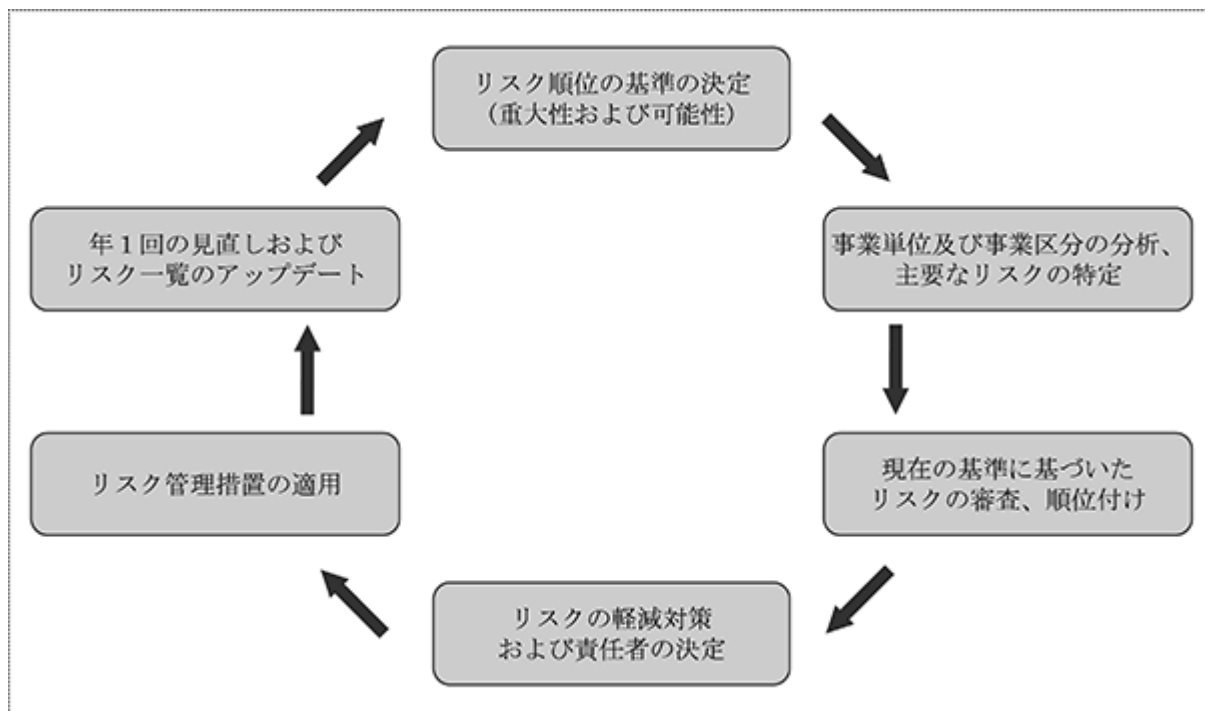 リスク順位の基準の決定
（重大性および可能性）
事業単位及び事業区分の分析、
主要なリスクの特定
現在の基準に基づいた
リスクの審査、順位付け
リスクの軽減対策
および責任者の決定
リスク管理措置の適用
年１回の見直しおよび
リスク一覧のアップデート